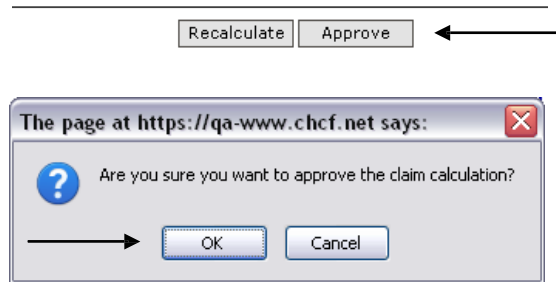 Recalculate Approve
The page at https://qa-www.chcf.net says:
Are you sure you want to approve the claim calculation?
OK Cancel